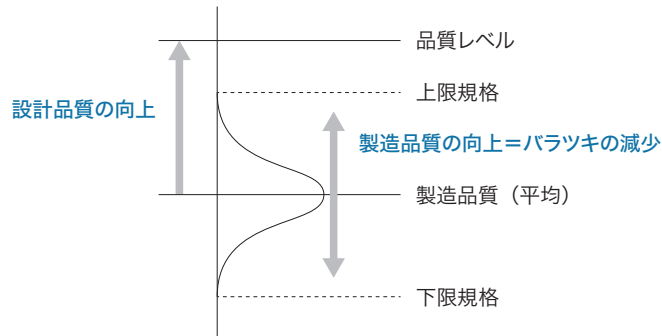 品質レベル
上限規格
設計品質の向上
製造品質の向上＝バラツキの減少
製造品質（平均）
下限規格